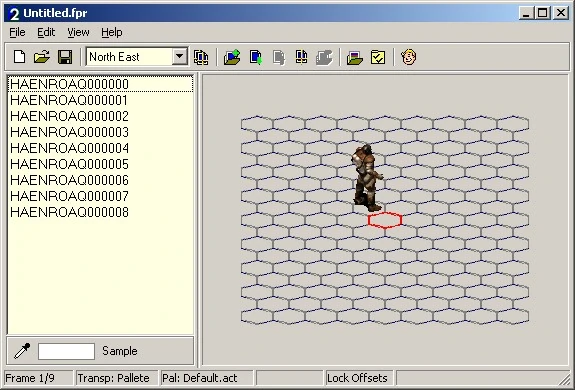 2 Untitled.fpr
File Edit View Help
North East
HAENROAQ000000
HAENROAQ000001
HAENROAQ000002
HAENROAQ000003
HAENROAQ000004
HAENROAQ000005
HAENROAQ000006
HAENROAQ000007
HAENROAQ000008
Sample
Frame 1/9 Transp: Pallete Pal: Default.act Lock Offsets